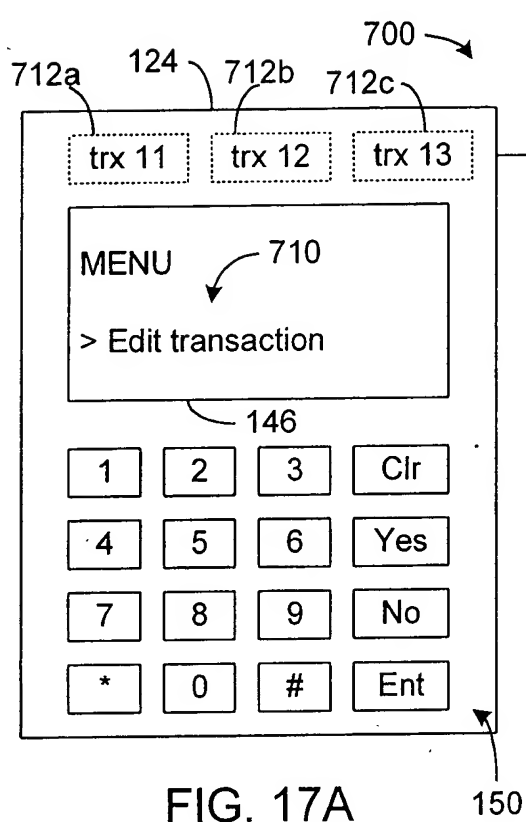 700
712a 124 712b 712c
trx 11 trx 12 trx 13
MENU 710
> Edit transaction
146
1 2 3 Clr
4 5 6 Yes
7 8 9 No
* 0 # Ent
FIG. 17A 150